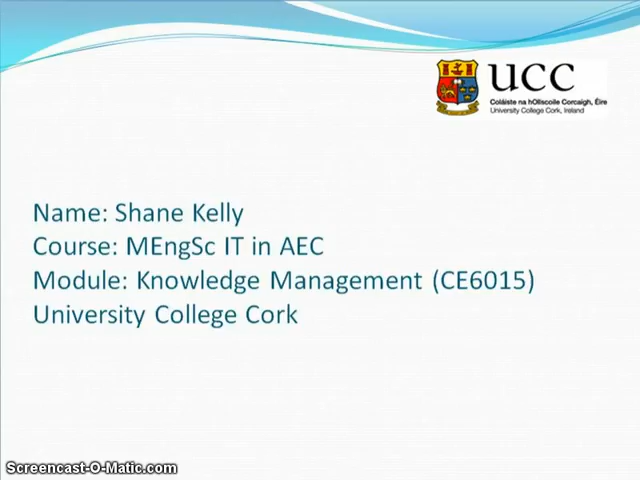 UCC
Coláiste na hOllscoile Corcaigh, Éire
University College Cork, Ireland
Name: Shane Kelly
Course: MEngSc IT in AEC
Module: Knowledge Management (CE6015)
University College Cork
Screencast-O-Matic.com